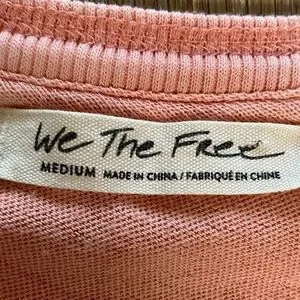 We The Free
MEDIUM MADE IN CHINA / FABRIQUÉ EN CHINE